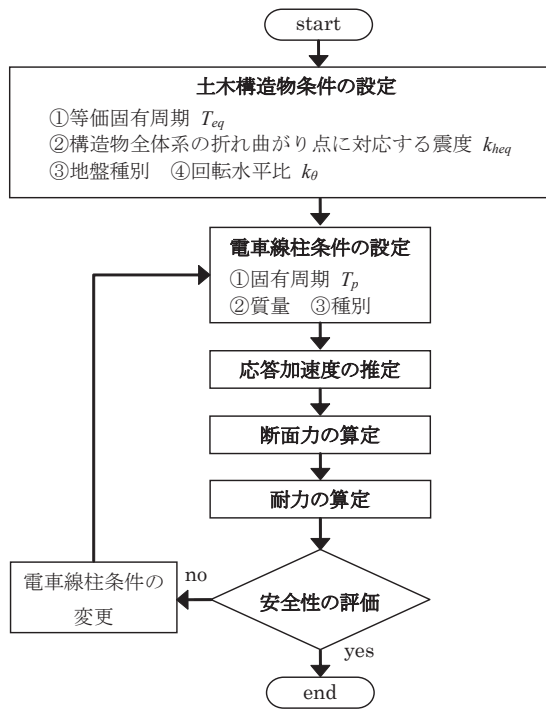 start
土木構造物条件の設定
①等価固有周期 Teq
②構造物全体系の折れ曲がり点に対応する震度 kheq
③地盤種別　④回転水平比 kθ
電車線柱条件の設定
①固有周期 Tp
②質量　③種別
応答加速度の推定
断面力の算定
耐力の算定
安全性の評価
no
電車線柱条件の
変更
yes
end